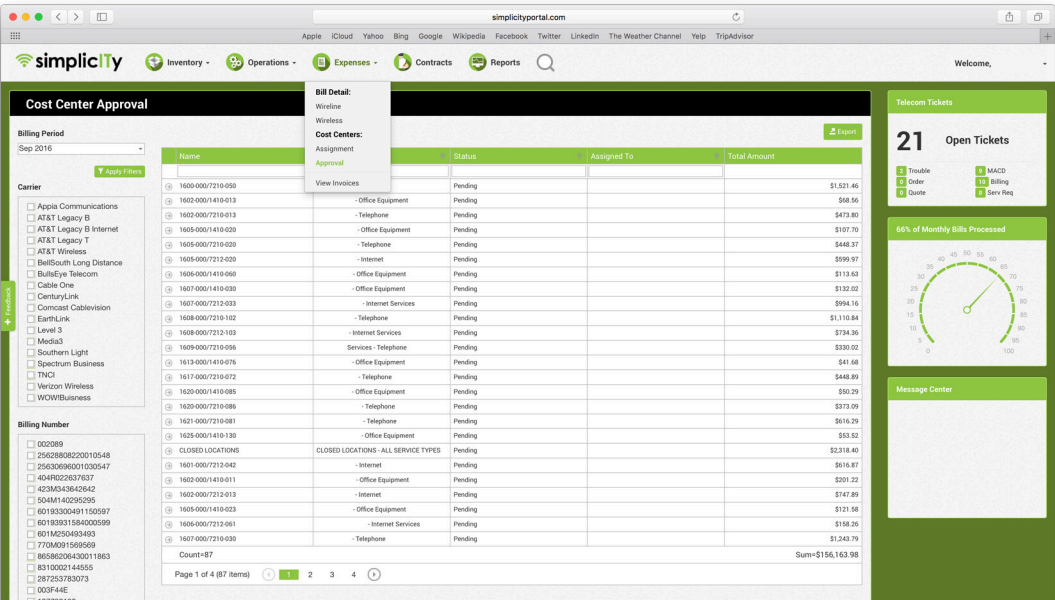 simplicityportal.com
Apple iCloud Yahoo Bing Google Wikipedia Facebook Twitter LinkedIn The Weather Channel Yelp TripAdvisor
simplicITy Inventory Operations Expenses Contracts Reports Welcome,
Bill Detail:
Wireline
Wireless
Cost Centers:
Assignment
Approval
View Invoices
Cost Center Approval
Billing Period
Sep 2016
Apply Filters
Carrier
Appia Communications
AT&T Legacy B
AT&T Legacy B Internet
AT&T Legacy T
AT&T Wireless
BellSouth Long Distance
BullsEye Telecom
Cable One
CenturyLink
Comcast Cablevision
EarthLink
Level 3
Media3
Southern Light
Spectrum Business
TNCI
Verizon Wireless
WOW!Buisness
Billing Number
002089
25628808220010548
25630696001030547
404R022637637
423M343642642
504M140295295
60193300491150597
60193931584000599
601M250493493
770M091569569
86586206430011863
8310002144555
287253783073
003F44E
+ Feedback
Export
Name Status Assigned To Total Amount
1600-000/7210-050 Pending $1,521.46
1602-000/1410-013 - Office Equipment Pending $68.56
1602-000/7210-013 - Telephone Pending $473.80
1605-000/1410-020 - Office Equipment Pending $107.70
1605-000/7210-020 - Telephone Pending $448.37
1605-000/7212-020 - Internet Pending $599.97
1606-000/1410-060 - Office Equipment Pending $113.63
1607-000/1410-030 - Office Equipment Pending $132.02
1607-000/7212-033 - Internet Services Pending $994.16
1608-000/7210-102 - Telephone Pending $1,110.84
1608-000/7212-103 - Internet Services Pending $734.36
1609-000/7210-056 Services - Telephone Pending $330.02
1613-000/1410-076 - Office Equipment Pending $41.68
1617-000/7210-072 - Telephone Pending $448.89
1620-000/1410-085 - Office Equipment Pending $50.29
1620-000/7210-086 - Telephone Pending $373.09
1621-000/7210-081 - Telephone Pending $616.29
1625-000/1410-130 - Office Equipment Pending $53.52
CLOSED LOCATIONS CLOSED LOCATIONS - ALL SERVICE TYPES Pending $2,318.40
1601-000/7212-042 - Internet Pending $616.87
1602-000/1410-011 - Office Equipment Pending $201.22
1602-000/7212-013 - Internet Pending $747.89
1605-000/1410-023 - Office Equipment Pending $121.58
1606-000/7212-061 - Internet Services Pending $158.26
1607-000/7210-030 - Telephone Pending $1,243.79
Count=87 Sum=$156,163.98
Page 1 of 4 (87 items) 1 2 3 4
Telecom Tickets
21 Open Tickets
2 Trouble 9 MACD
0 Order 10 Billing
0 Quote 0 Serv Req
66% of Monthly Bills Processed
0 5 10 15 20 25 30 35 40 45 50 55 60 65 70 75 80 85 90 95 100
Message Center